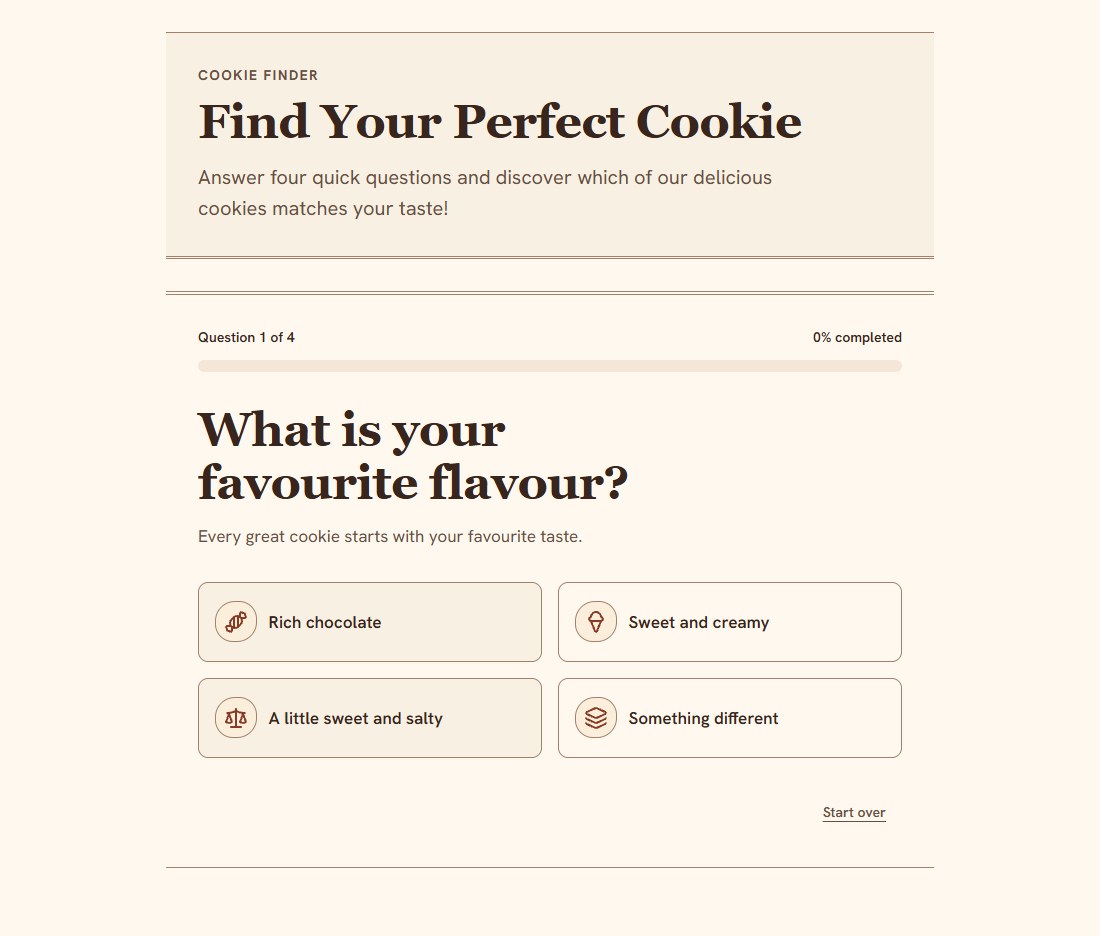 COOKIE FINDER
Find Your Perfect Cookie
Answer four quick questions and discover which of our delicious
cookies matches your taste!
Question 1 of 4
0% completed
What is your
favourite flavour?
Every great cookie starts with your favourite taste.
Rich chocolate
Sweet and creamy
A little sweet and salty
Something different
Start over